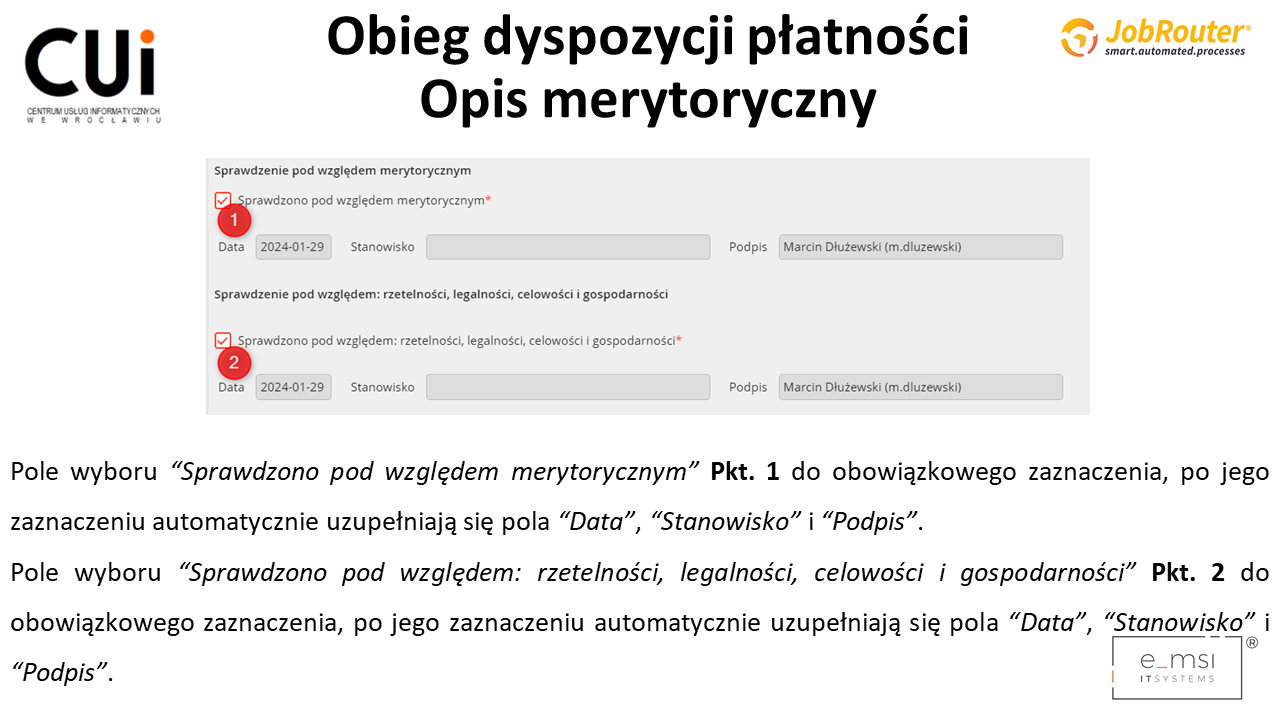 CUi
CENTRUM USŁUG INFORMATYCZNYCH
WE WROCŁAWIU
Obieg dyspozycji płatności
Opis merytoryczny
JobRouter®
smart.automated.processes
Sprawdzenie pod względem merytorycznym
Sprawdzono pod względem merytorycznym*
1
Data 2024-01-29 Stanowisko Podpis Marcin Dłużewski (m.dluzewski)
Sprawdzenie pod względem: rzetelności, legalności, celowości i gospodarności
Sprawdzono pod względem: rzetelności, legalności, celowości i gospodarności*
2
Data 2024-01-29 Stanowisko Podpis Marcin Dłużewski (m.dluzewski)
Pole wyboru “Sprawdzono pod względem merytorycznym” Pkt. 1 do obowiązkowego zaznaczenia, po jego
zaznaczeniu automatycznie uzupełniają się pola “Data”, “Stanowisko” i “Podpis”.
Pole wyboru “Sprawdzono pod względem: rzetelności, legalności, celowości i gospodarności” Pkt. 2 do
obowiązkowego zaznaczenia, po jego zaznaczeniu automatycznie uzupełniają się pola “Data”, “Stanowisko” i
“Podpis”.
e_msi ®
ITSYSTEMS